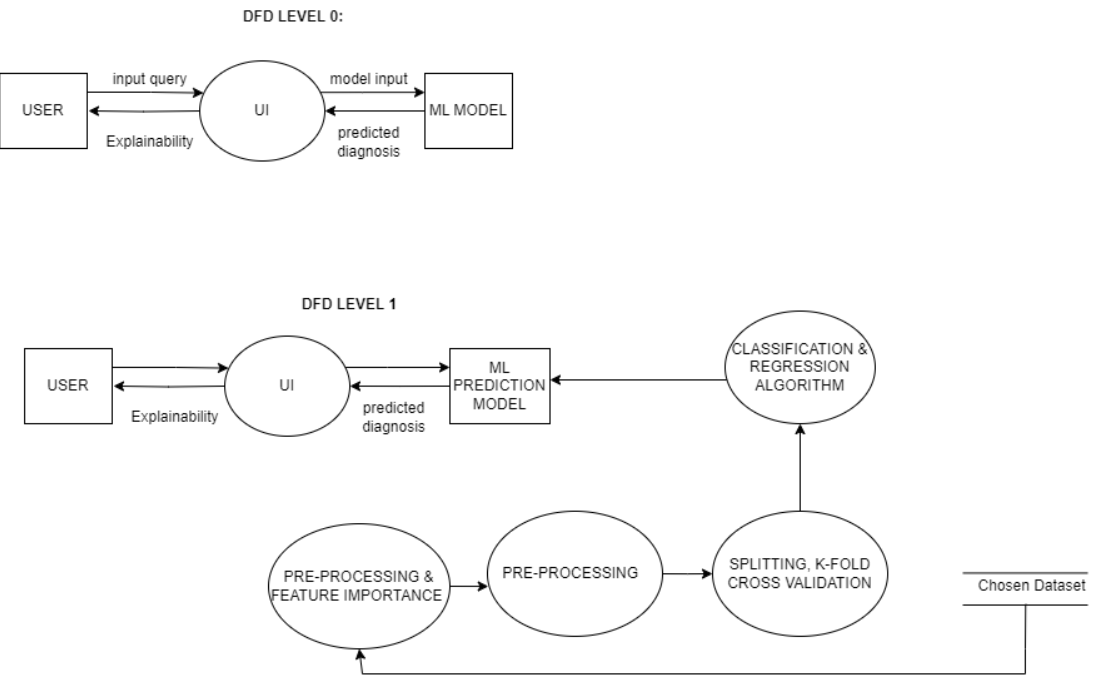 DFD LEVEL 0:
input query
model input
USER
UI
ML MODEL
Explainability
predicted
diagnosis
DFD LEVEL 1
CLASSIFICATION &
REGRESSION
ALGORITHM
USER
UI
ML
PREDICTION
MODEL
Explainability
predicted
diagnosis
PRE-PROCESSING &
FEATURE IMPORTANCE
PRE-PROCESSING
SPLITTING, K-FOLD
CROSS VALIDATION
Chosen Dataset